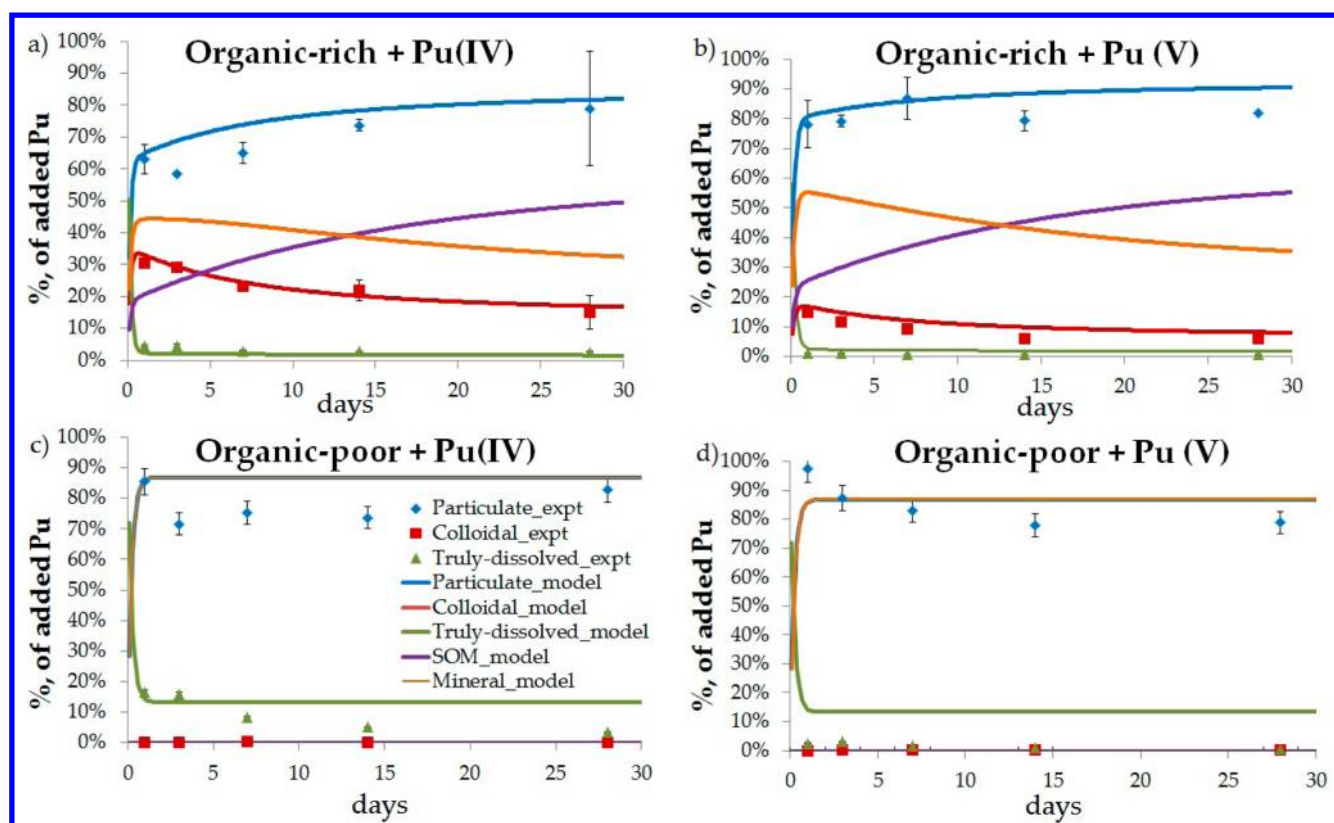 a)
Organic-rich + Pu(IV)
100%
90%
80%
70%
60%
50%
40%
30%
20%
10%
0%
%, of added Pu
0 5 10 15 20 25 30
days
b)
Organic-rich + Pu (V)
100%
90%
80%
70%
60%
50%
40%
30%
20%
10%
0%
%, of added Pu
0 5 10 15 20 25 30
days
c)
Organic-poor + Pu(IV)
100%
90%
80%
70%
60%
50%
40%
30%
20%
10%
0%
%, of added Pu
Particulate_expt
Colloidal_expt
Truly-dissolved_expt
Particulate_model
Colloidal_model
Truly-dissolved_model
SOM_model
Mineral_model
0 5 10 15 20 25 30
days
d)
Organic-poor + Pu (V)
100%
90%
80%
70%
60%
50%
40%
30%
20%
10%
0%
%, of added Pu
0 5 10 15 20 25 30
days